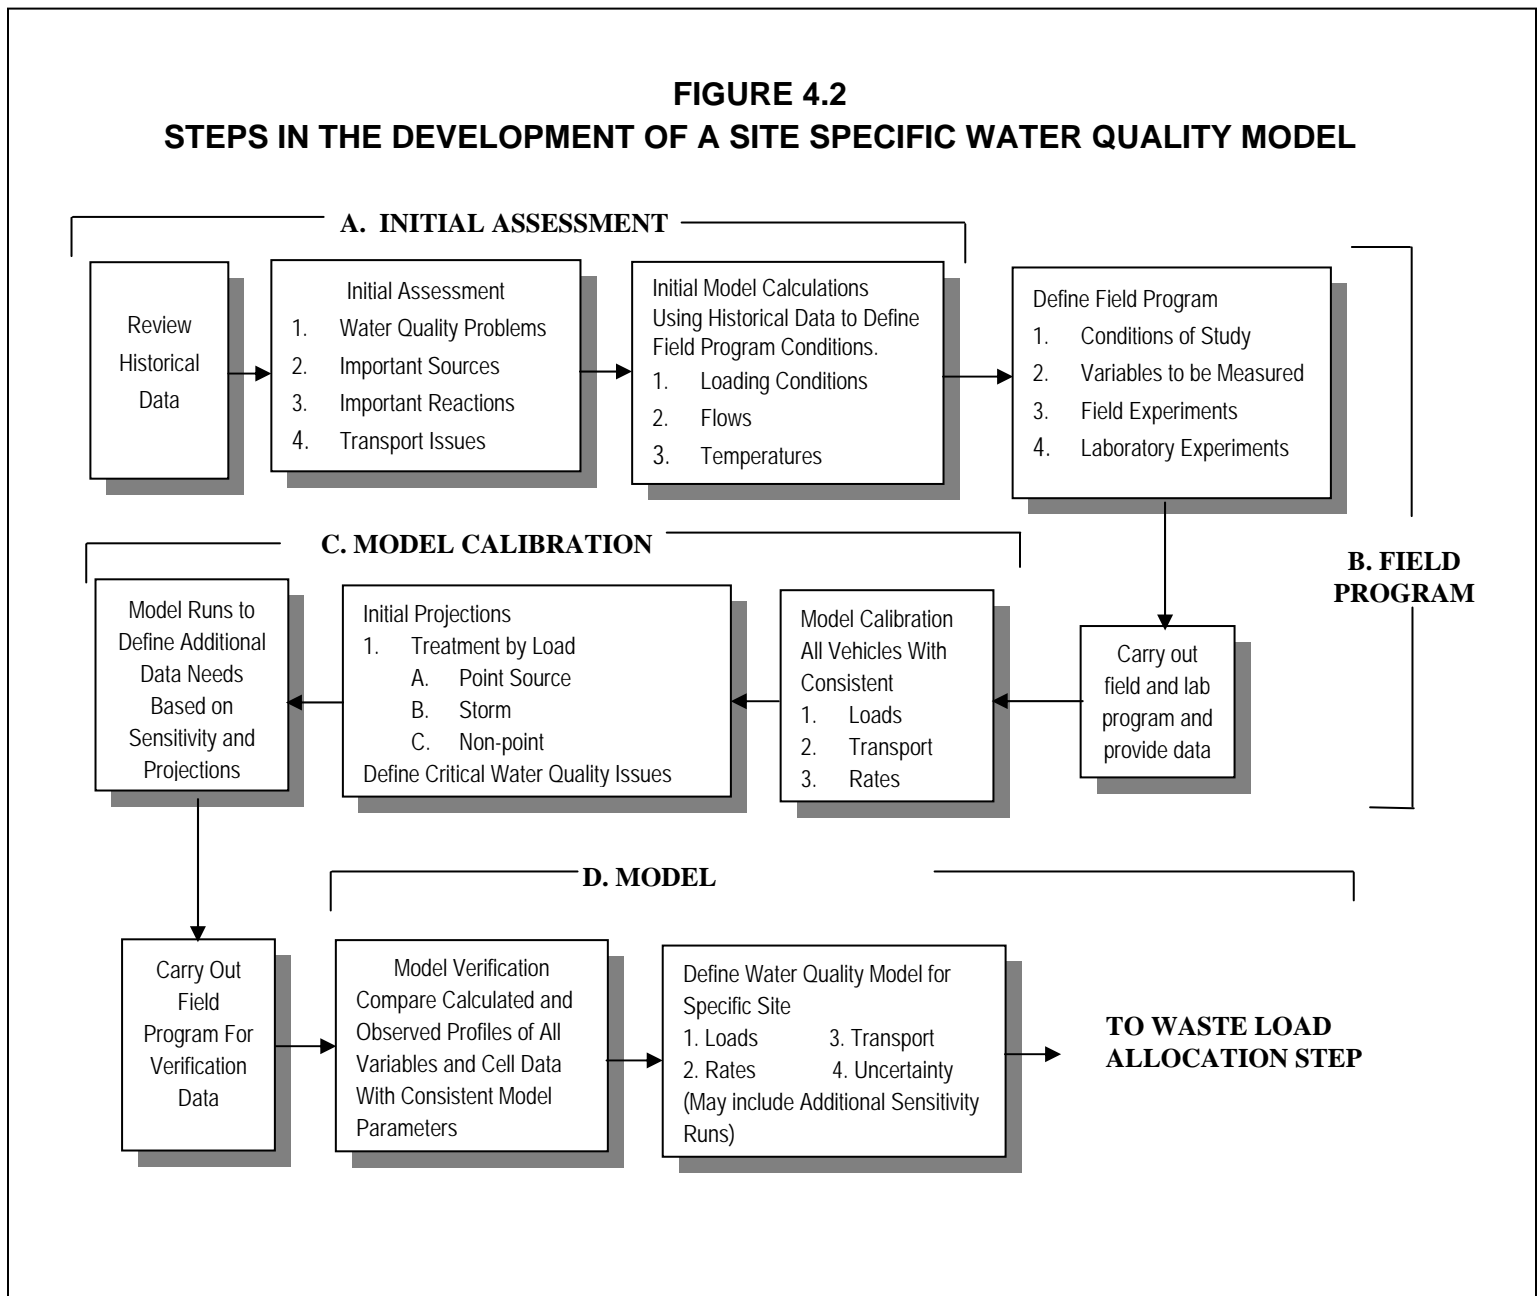 FIGURE 4.2
STEPS IN THE DEVELOPMENT OF A SITE SPECIFIC WATER QUALITY MODEL
A. INITIAL ASSESSMENT
Review
Historical
Data
Initial Assessment
1. Water Quality Problems
2. Important Sources
3. Important Reactions
4. Transport Issues
Initial Model Calculations
Using Historical Data to Define
Field Program Conditions.
1. Loading Conditions
2. Flows
3. Temperatures
Define Field Program
1. Conditions of Study
2. Variables to be Measured
3. Field Experiments
4. Laboratory Experiments
B. FIELD
PROGRAM
Carry out
field and lab
program and
provide data
C. MODEL CALIBRATION
Model Calibration
All Vehicles With
Consistent
1. Loads
2. Transport
3. Rates
Initial Projections
1. Treatment by Load
A. Point Source
B. Storm
C. Non-point
Define Critical Water Quality Issues
Model Runs to
Define Additional
Data Needs
Based on
Sensitivity and
Projections
D. MODEL
Carry Out
Field
Program For
Verification
Data
Model Verification
Compare Calculated and
Observed Profiles of All
Variables and Cell Data
With Consistent Model
Parameters
Define Water Quality Model for
Specific Site
1. Loads 3. Transport
2. Rates 4. Uncertainty
(May include Additional Sensitivity
Runs)
TO WASTE LOAD
ALLOCATION STEP